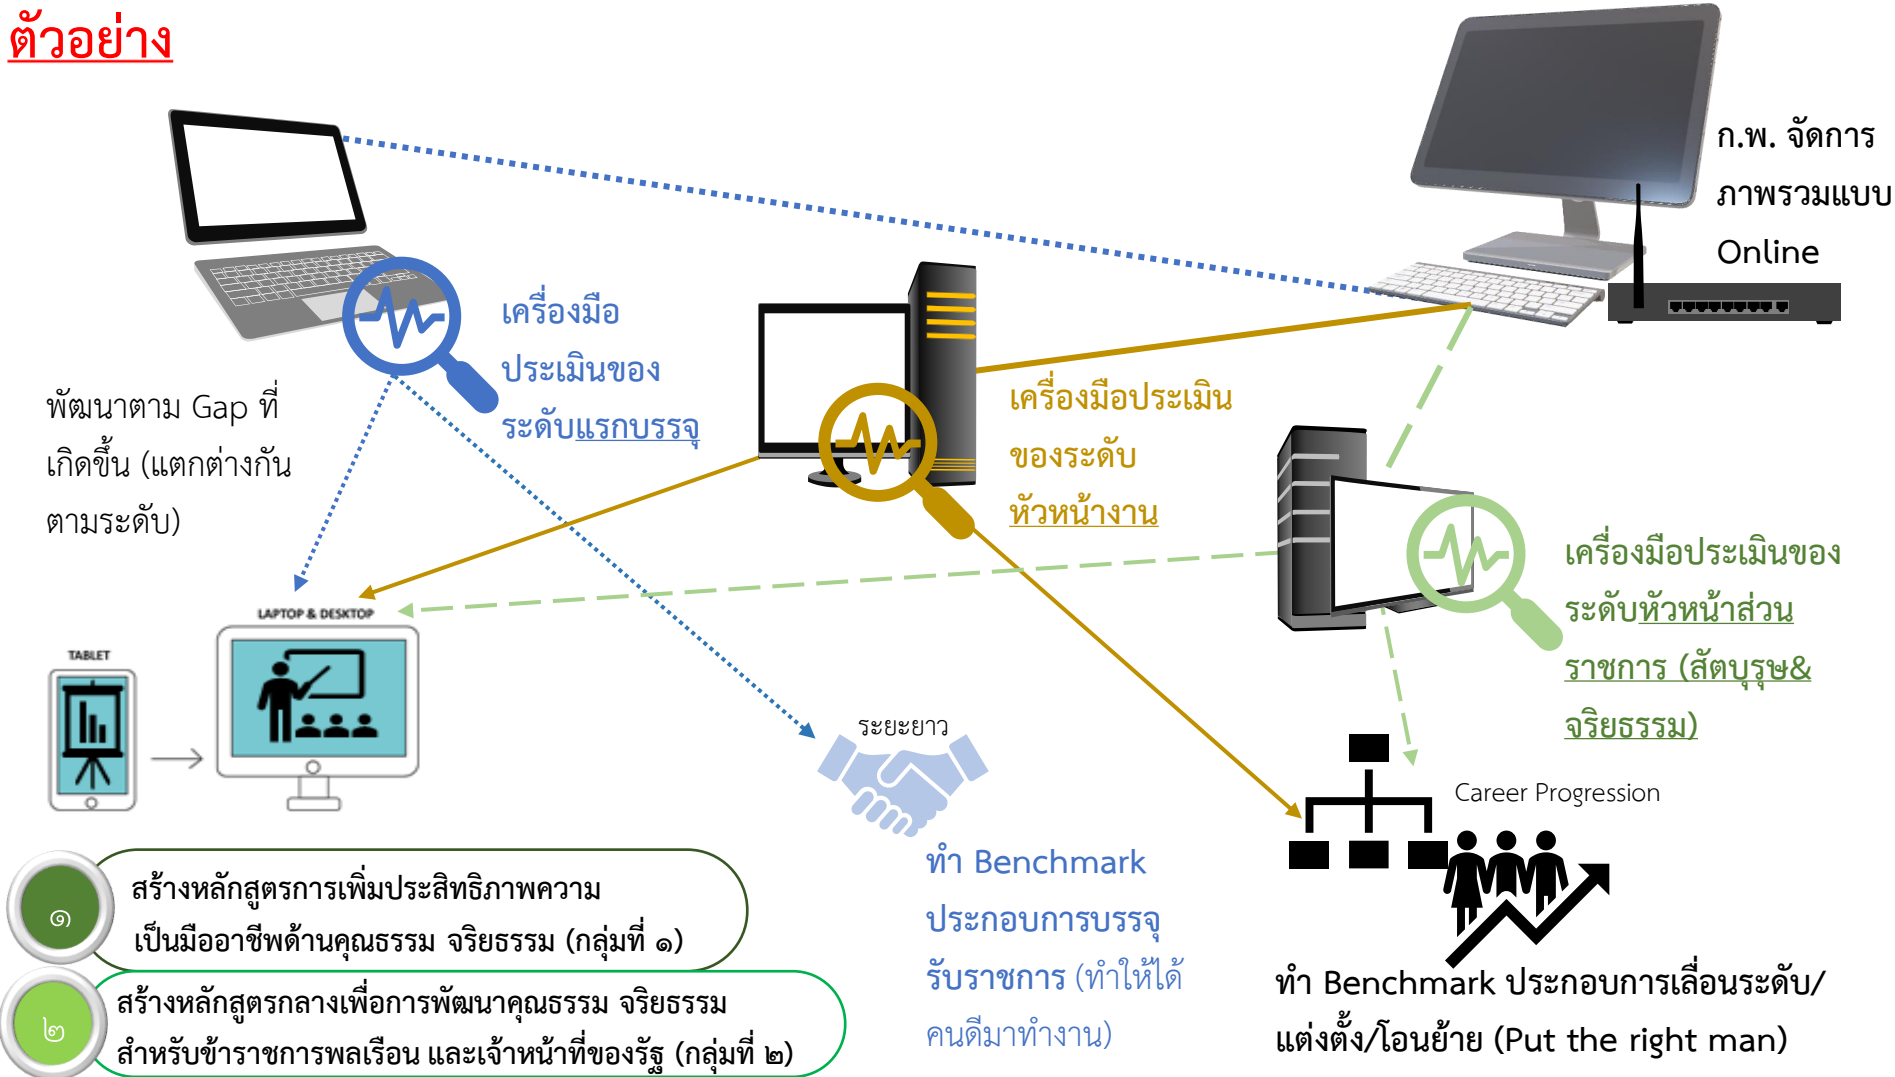 ตัวอย่าง
ก.พ. จัดการ
ภาพรวมแบบ
Online
เครื่องมือ
ประเมินของ
ระดับแรกบรรจุ
เครื่องมือประเมิน
ของระดับ
หัวหน้างาน
พัฒนาตาม Gap ที่
เกิดขึ้น (แตกต่างกัน
ตามระดับ)
เครื่องมือประเมินของ
ระดับหัวหน้าส่วน
ราชการ (สัตบุรุษ&
จริยธรรม)
LAPTOP & DESKTOP
TABLET
ระยะยาว
Career Progression
ทำ Benchmark
ประกอบการบรรจุ
รับราชการ (ทำให้ได้
คนดีมาทำงาน)
ทำ Benchmark ประกอบการเลื่อนระดับ/
แต่งตั้ง/โอนย้าย (Put the right man)
๑
สร้างหลักสูตรการเพิ่มประสิทธิภาพความ
เป็นมืออาชีพด้านคุณธรรม จริยธรรม (กลุ่มที่ ๑)
๒
สร้างหลักสูตรกลางเพื่อการพัฒนาคุณธรรม จริยธรรม
สำหรับข้าราชการพลเรือน และเจ้าหน้าที่ของรัฐ (กลุ่มที่ ๒)